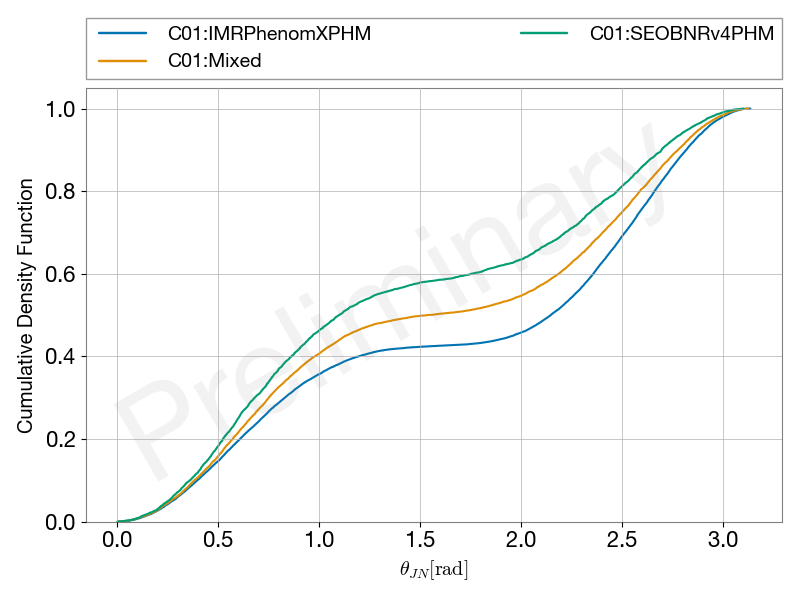 C01:IMRPhenomXPHM
C01:Mixed
C01:SEOBNRv4PHM
1.0
0.8
0.6
0.4
0.2
0.0
Cumulative Density Function
Preliminary
0.0 0.5 1.0 1.5 2.0 2.5 3.0
θ_JN[rad]